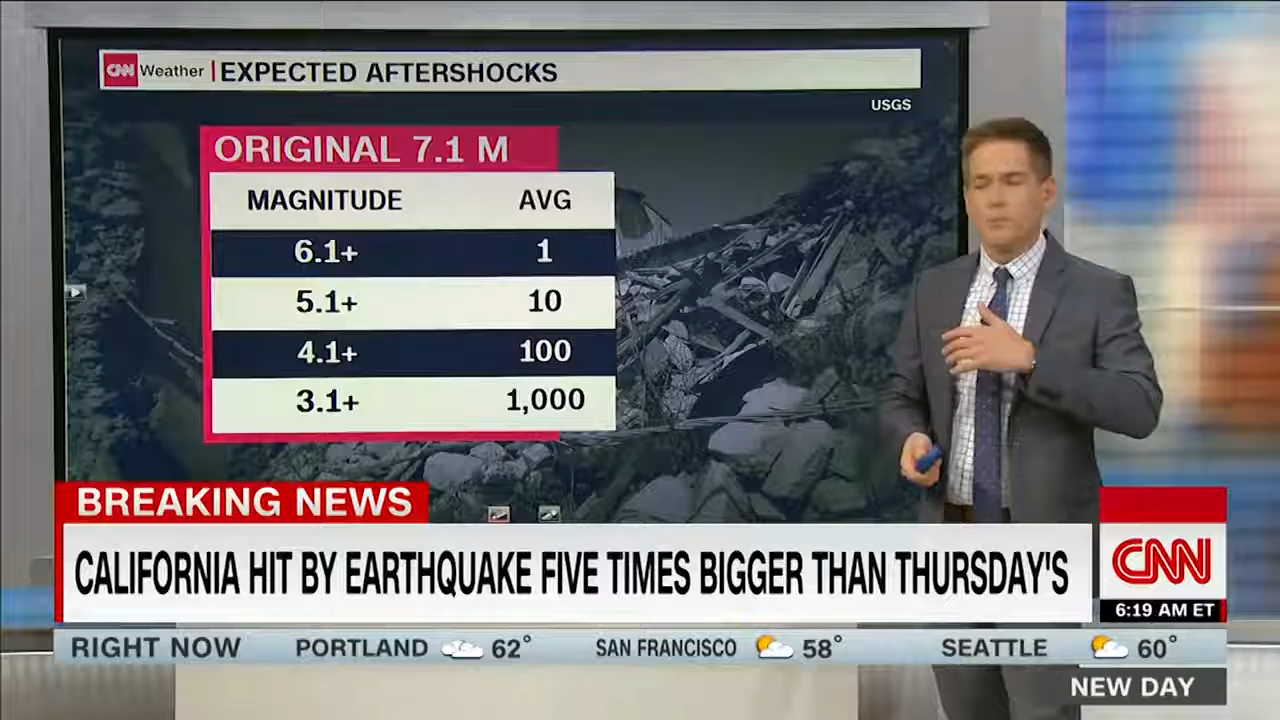 CNN Weather | EXPECTED AFTERSHOCKS
USGS
ORIGINAL 7.1 M
MAGNITUDE AVG
6.1+ 1
5.1+ 10
4.1+ 100
3.1+ 1,000
BREAKING NEWS
CALIFORNIA HIT BY EARTHQUAKE FIVE TIMES BIGGER THAN THURSDAY'S
CNN
6:19 AM ET
RIGHT NOW PORTLAND 62° SAN FRANCISCO 58° SEATTLE 60°
NEW DAY